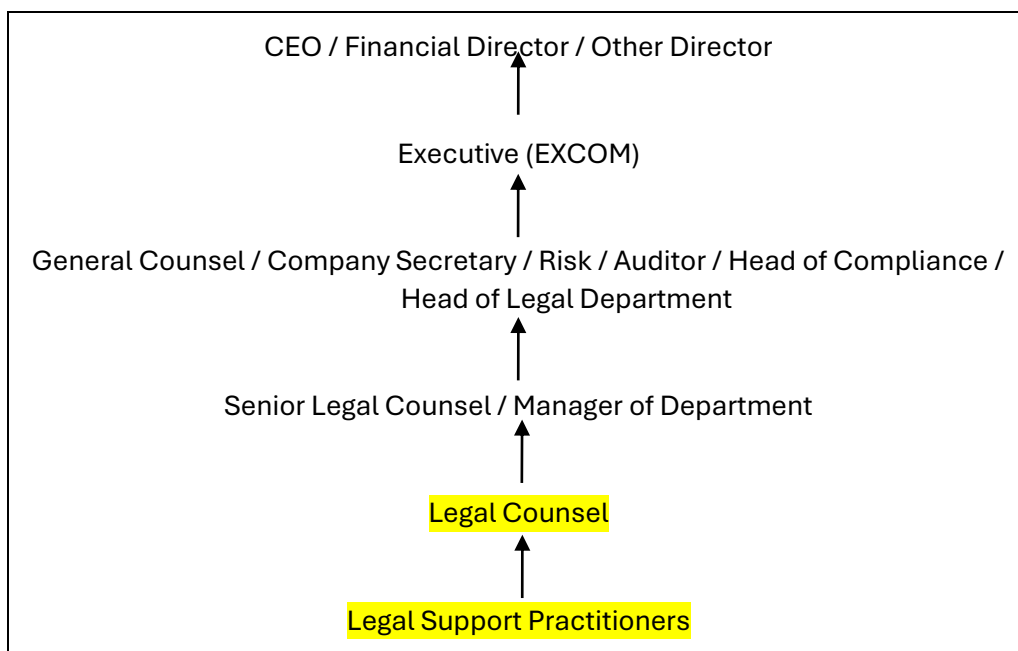 CEO / Financial Director / Other Director
Executive (EXCOM)
General Counsel / Company Secretary / Risk / Auditor / Head of Compliance /
Head of Legal Department
Senior Legal Counsel / Manager of Department
Legal Counsel
Legal Support Practitioners